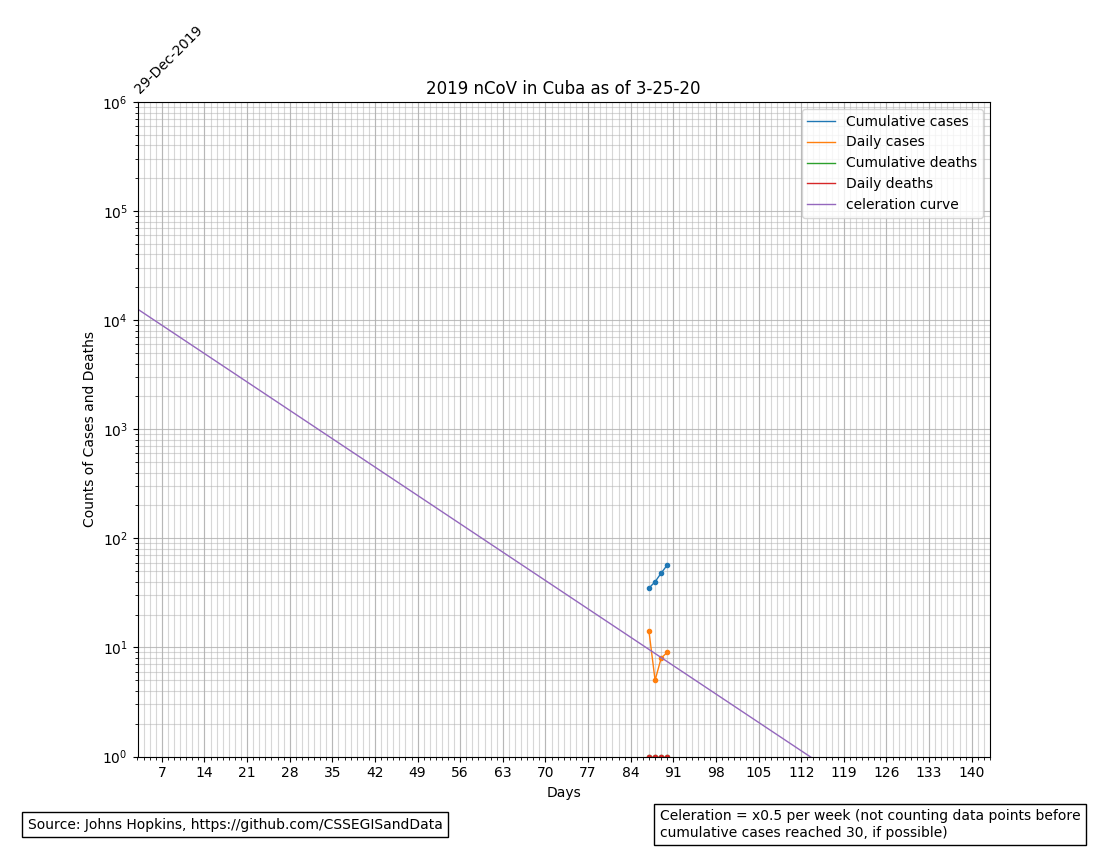 29-Dec-2019
2019 nCoV in Cuba as of 3-25-20
Cumulative cases
Daily cases
Cumulative deaths
Daily deaths
celeration curve
Counts of Cases and Deaths
10^6
10^5
10^4
10^3
10^2
10^1
10^0
7 14 21 28 35 42 49 56 63 70 77 84 91 98 105 112 119 126 133 140
Days
Source: Johns Hopkins, https://github.com/CSSEGISandData
Celeration = x0.5 per week (not counting data points before
cumulative cases reached 30, if possible)